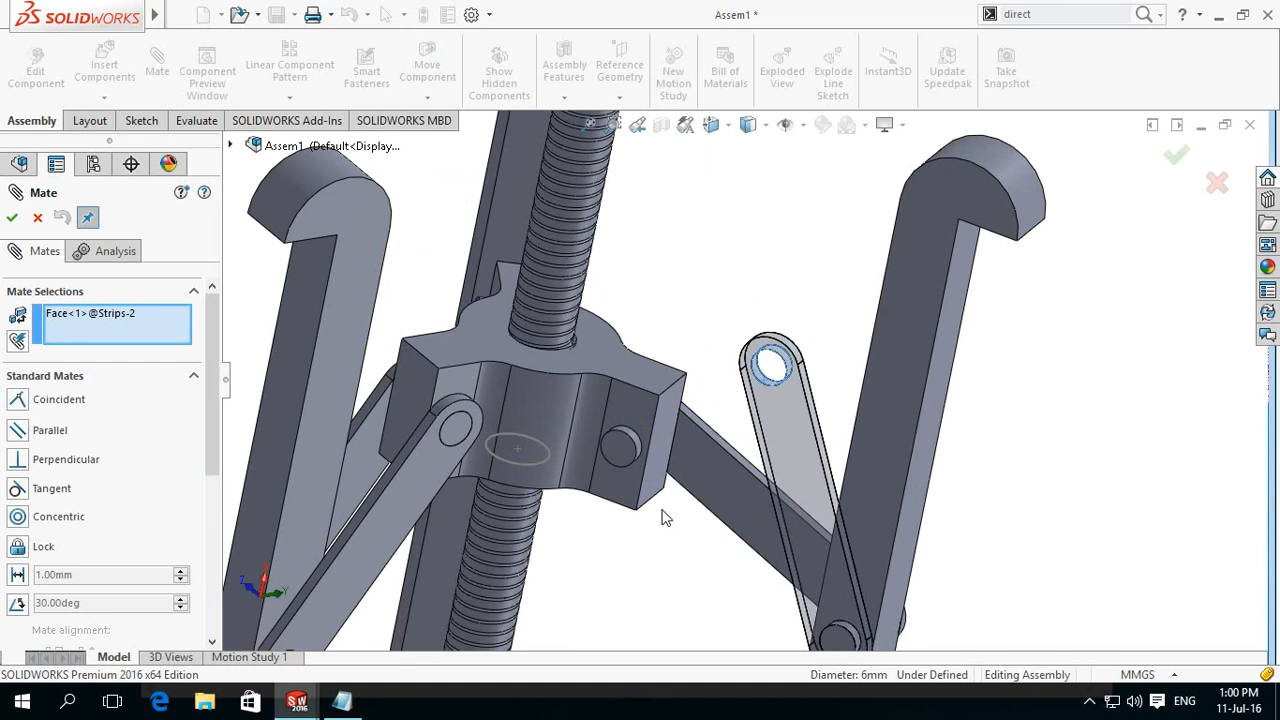 SOLIDWORKS
Assem1 *
direct
Edit Component
Insert Components
Mate
Component Preview Window
Linear Component Pattern
Smart Fasteners
Move Component
Show Hidden Components
Assembly Features
Reference Geometry
New Motion Study
Bill of Materials
Exploded View
Explode Line Sketch
Instant3D
Update Speedpak
Take Snapshot
Assembly
Layout
Sketch
Evaluate
SOLIDWORKS Add-Ins
SOLIDWORKS MBD
Assem1 (Default<Display...
Mate
Mates
Analysis
Mate Selections
Face<1>@Strips-2
Standard Mates
Coincident
Parallel
Perpendicular
Tangent
Concentric
Lock
1.00mm
30.00deg
Mate alignment:
Z
Y
Model
3D Views
Motion Study 1
SOLIDWORKS Premium 2016 x64 Edition
Diameter: 6mm
Under Defined
Editing Assembly
MMGS
SW
2016
ENG
1:00 PM
11-Jul-16